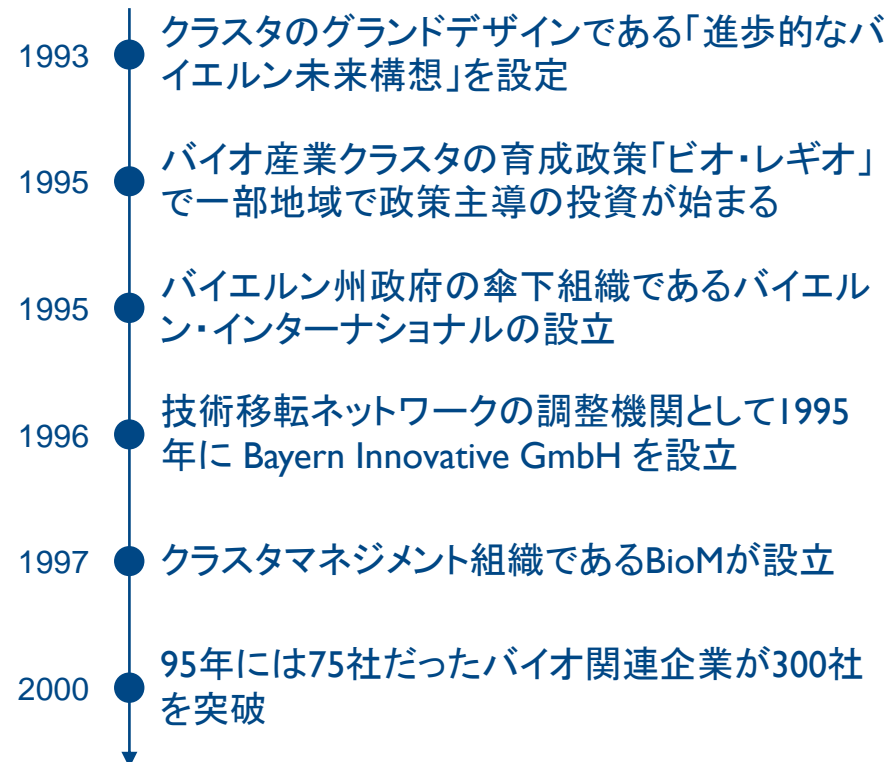 1993
クラスタのグランドデザインである「進歩的なバ
イエルン未来構想」を設定
1995
バイオ産業クラスタの育成政策「ビオ・レギオ」
で一部地域で政策主導の投資が始まる
1995
バイエルン州政府の傘下組織であるバイエル
ン・インターナショナルの設立
1996
技術移転ネットワークの調整機関として1995
年に Bayern Innovative GmbH を設立
1997
クラスタマネジメント組織であるBioMが設立
2000
95年には75社だったバイオ関連企業が300社
を突破